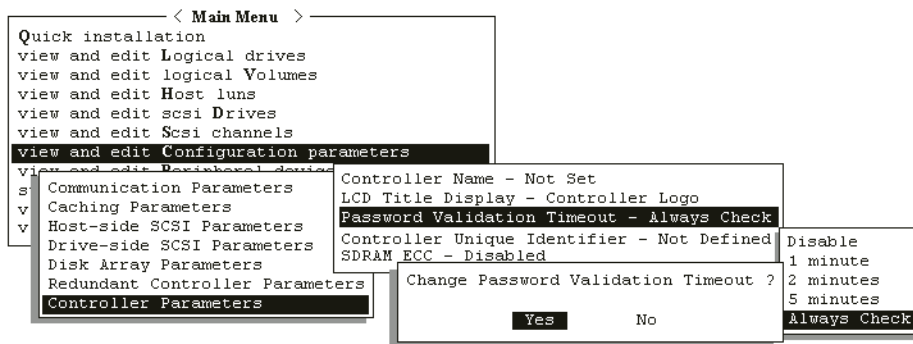 Main Menu
Quick installation
view and edit Logical drives
view and edit logical Volumes
view and edit Host luns
view and edit scsi Drives
view and edit Scsi channels
view and edit Configuration parameters
view and edit Peripheral
s
v
v
Communication Parameters
Caching Parameters
Host-side SCSI Parameters
Drive-side SCSI Parameters
Disk Array Parameters
Redundant Controller Parameters
Controller Parameters
Controller Name - Not Set
LCD Title Display - Controller Logo
Password Validation Timeout - Always Check
Controller Unique Identifier - Not Defined
SDRAM ECC - Disabled
Change Password Validation Timeout ?
Yes No
Disable
1 minute
2 minutes
5 minutes
Always Check